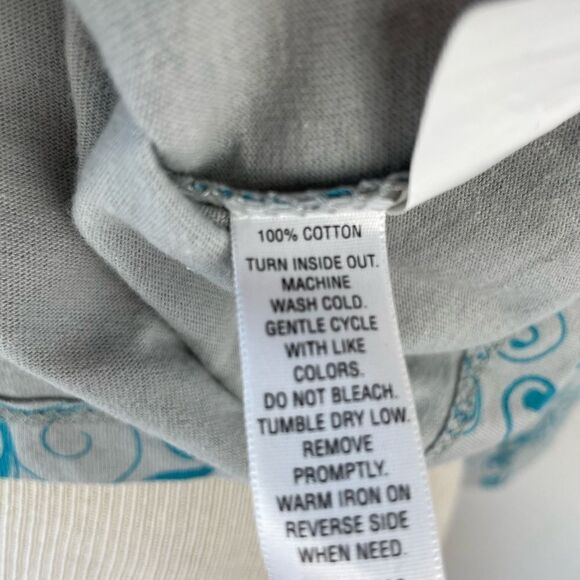 100% COTTON
TURN INSIDE OUT.
MACHINE
WASH COLD.
GENTLE CYCLE
WITH LIKE
COLORS.
DO NOT BLEACH.
TUMBLE DRY LOW.
REMOVE
PROMPTLY.
WARM IRON ON
REVERSE SIDE
WHEN NEED.